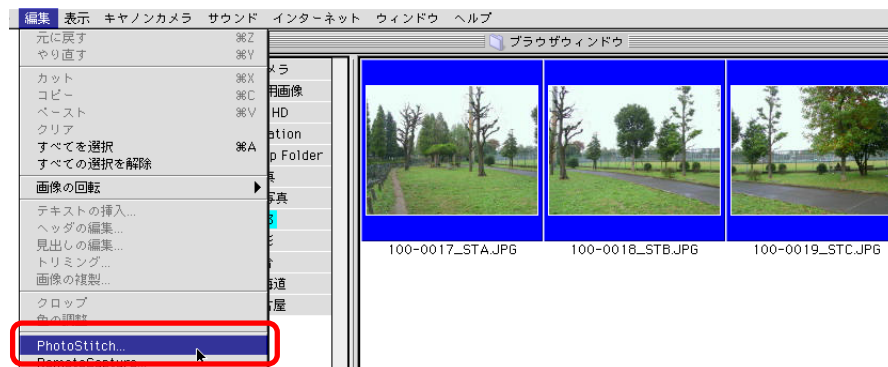 編集 表示 キヤノンカメラ サウンド インターネット ウィンドウ ヘルプ
元に戻す ⌘Z
やり直す ⌘Y
カット ⌘X
コピー ⌘C
ペースト ⌘V
クリア
すべてを選択 ⌘A
すべての選択を解除
画像の回転
テキストの挿入...
ヘッダの編集...
見出しの編集...
トリミング...
画像の複製...
クロップ
色の調整
PhotoStitch...
RemoteCapture...
ブラウザウィンドウ
メラ
用画像
HD
ation
p Folder
真
写真
道
屋
100-0017_STA.JPG
100-0018_STB.JPG
100-0019_STC.JPG